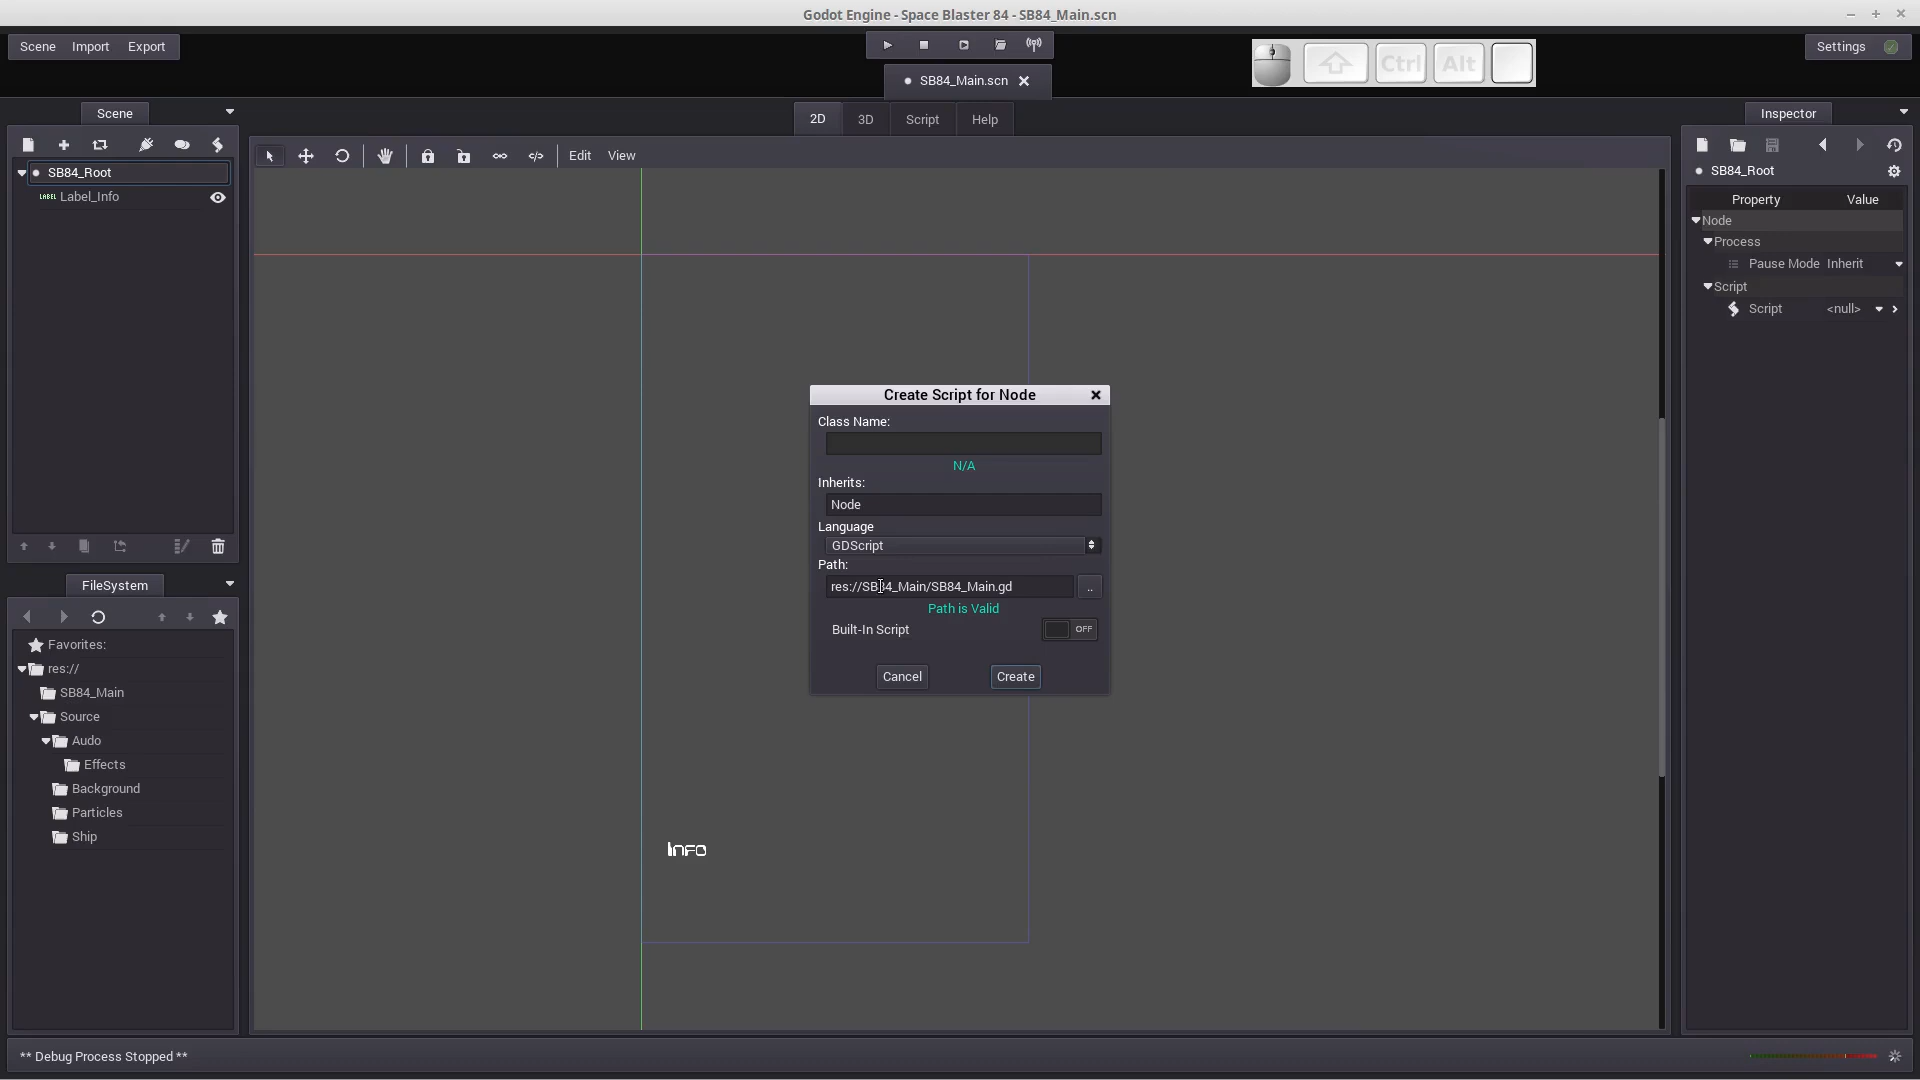 Godot Engine - Space Blaster 84 - SB84_Main.scn
Scene Import Export
Ctrl Alt
Settings
SB84_Main.scn
Scene
2D 3D Script Help
Inspector
Edit View
SB84_Root
LABEL Label_Info
SB84_Root
Property Value
Node
Process
Pause Mode Inherit
Script
Script <null>
Create Script for Node
Class Name:
N/A
Inherits:
Node
Language
GDScript
Path:
res://SB84_Main/SB84_Main.gd ..
Path is Valid
Built-In Script OFF
Cancel Create
FileSystem
Favorites:
res://
SB84_Main
Source
Audo
Effects
Background
Particles
Ship
Info
** Debug Process Stopped **